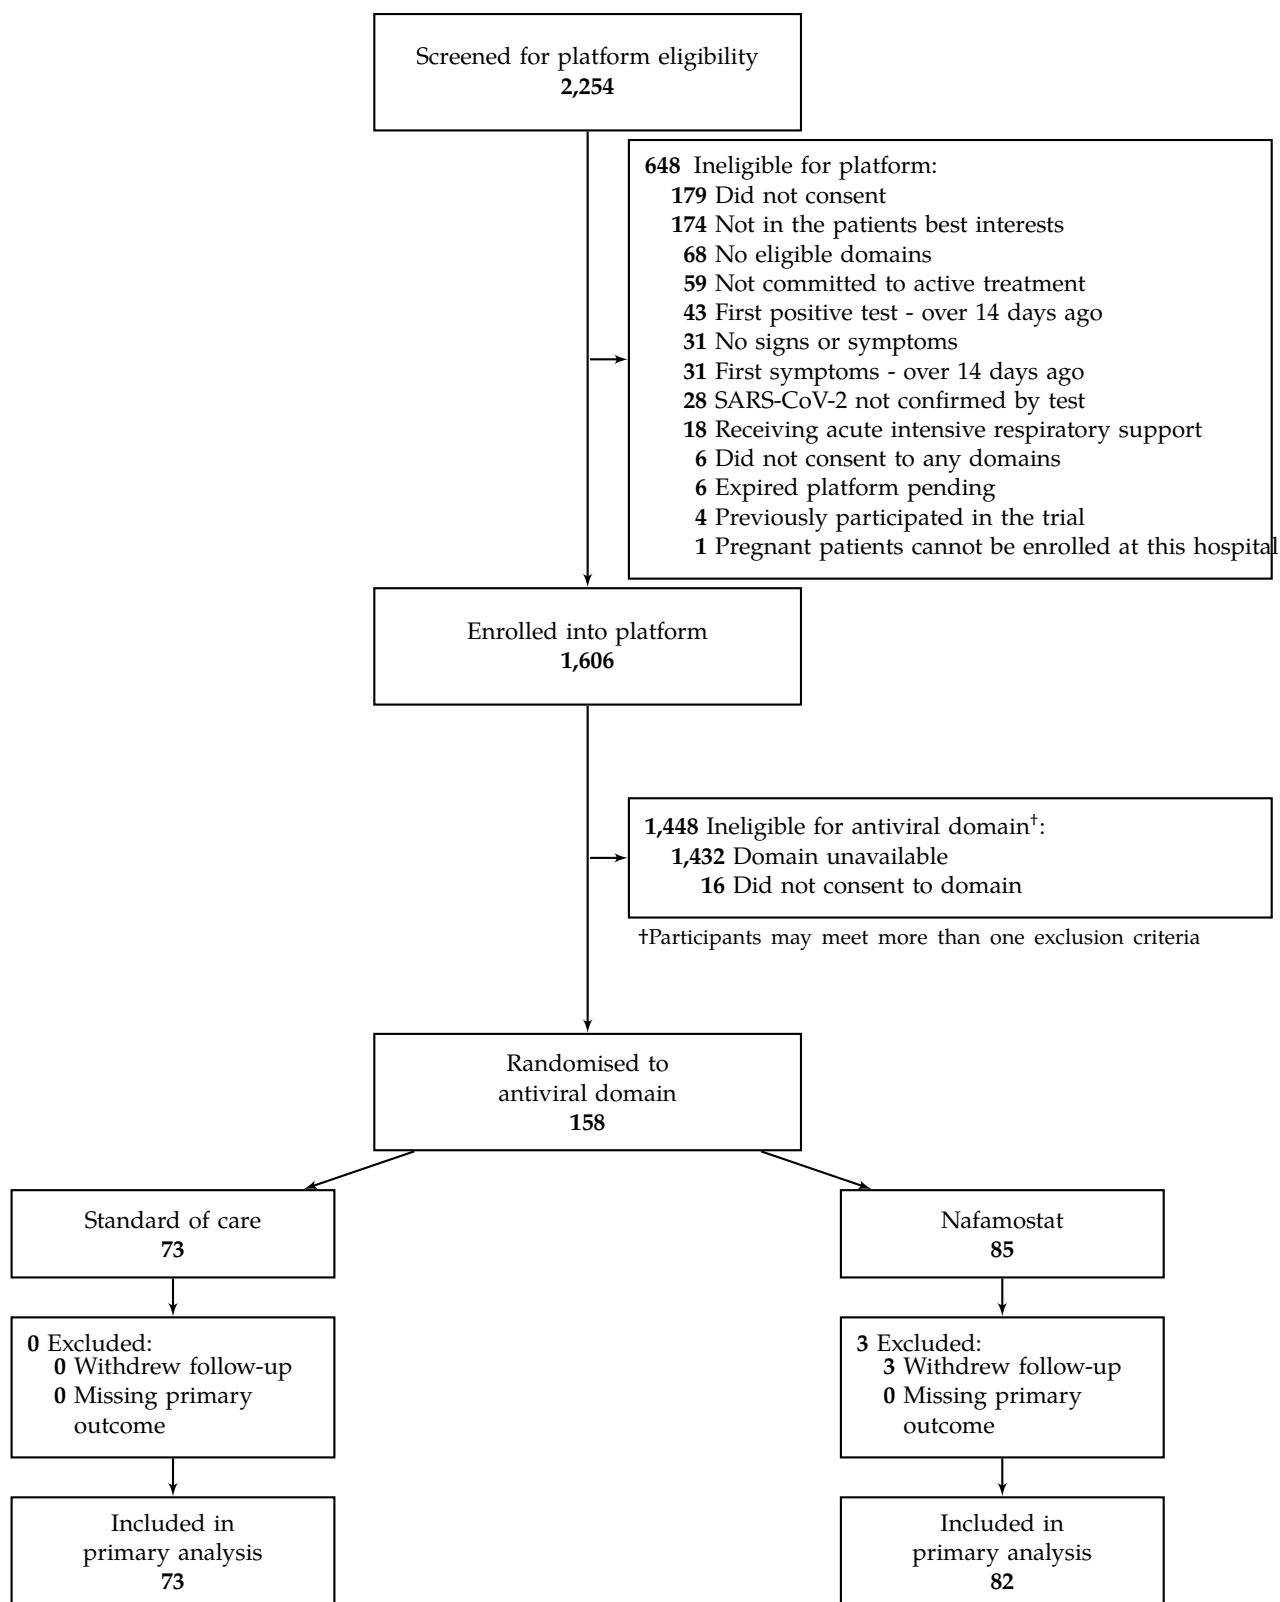 Screened for platform eligibility
2,254
648 Ineligible for platform:
179 Did not consent
174 Not in the patients best interests
68 No eligible domains
59 Not committed to active treatment
43 First positive test - over 14 days ago
31 No signs or symptoms
31 First symptoms - over 14 days ago
28 SARS-CoV-2 not confirmed by test
18 Receiving acute intensive respiratory support
6 Did not consent to any domains
6 Expired platform pending
4 Previously participated in the trial
1 Pregnant patients cannot be enrolled at this hospital
Enrolled into platform
1,606
1,448 Ineligible for antiviral domain†:
1,432 Domain unavailable
16 Did not consent to domain
†Participants may meet more than one exclusion criteria
Randomised to
antiviral domain
158
Standard of care
73
0 Excluded:
0 Withdrew follow-up
0 Missing primary
outcome
Included in
primary analysis
73
Nafamostat
85
3 Excluded:
3 Withdrew follow-up
0 Missing primary
outcome
Included in
primary analysis
82